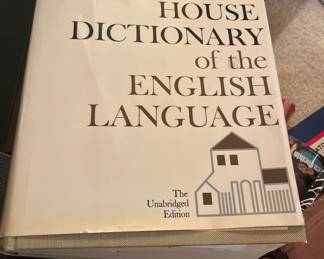 HOUSE
DICTIONARY
of the
ENGLISH
LANGUAGE
The
Unabridged
Edition